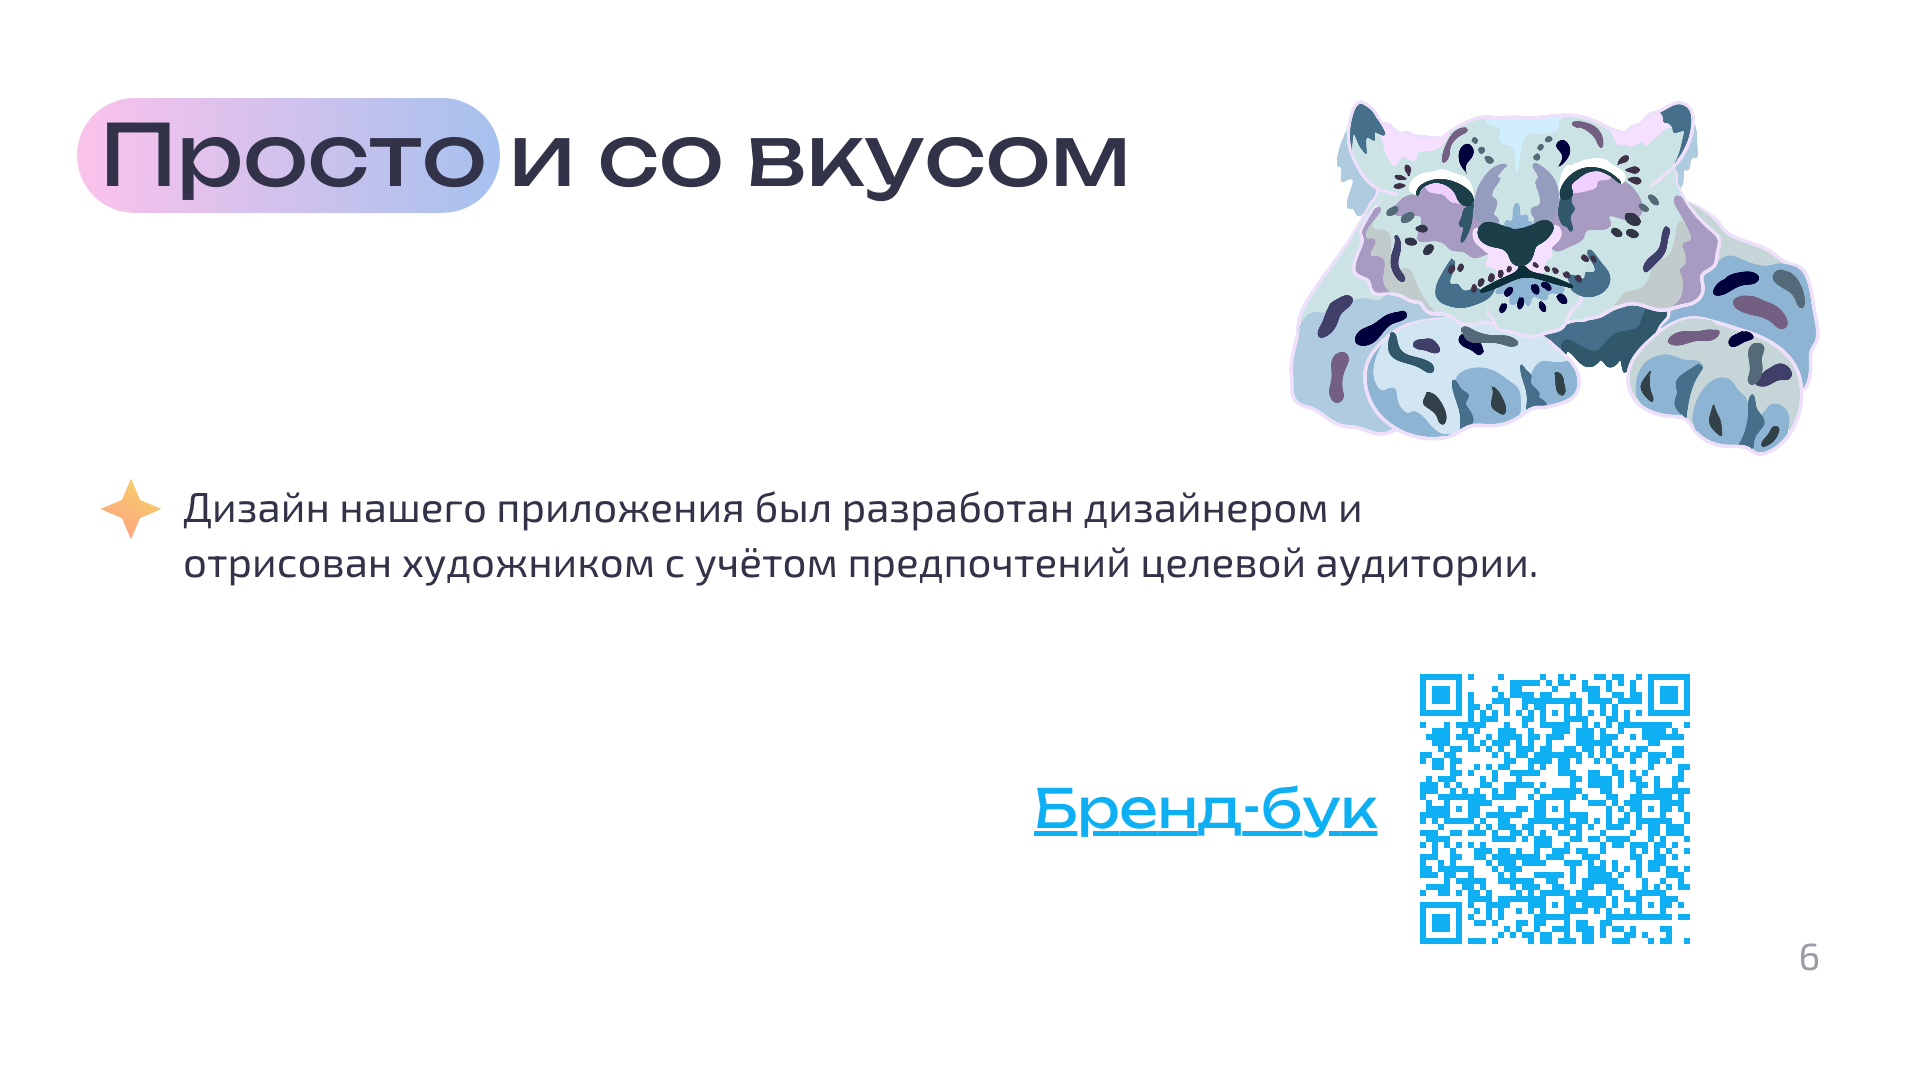 Просто и со вкусом
Дизайн нашего приложения был разработан дизайнером и
отрисован художником с учётом предпочтений целевой аудитории.
Бренд-бук
6